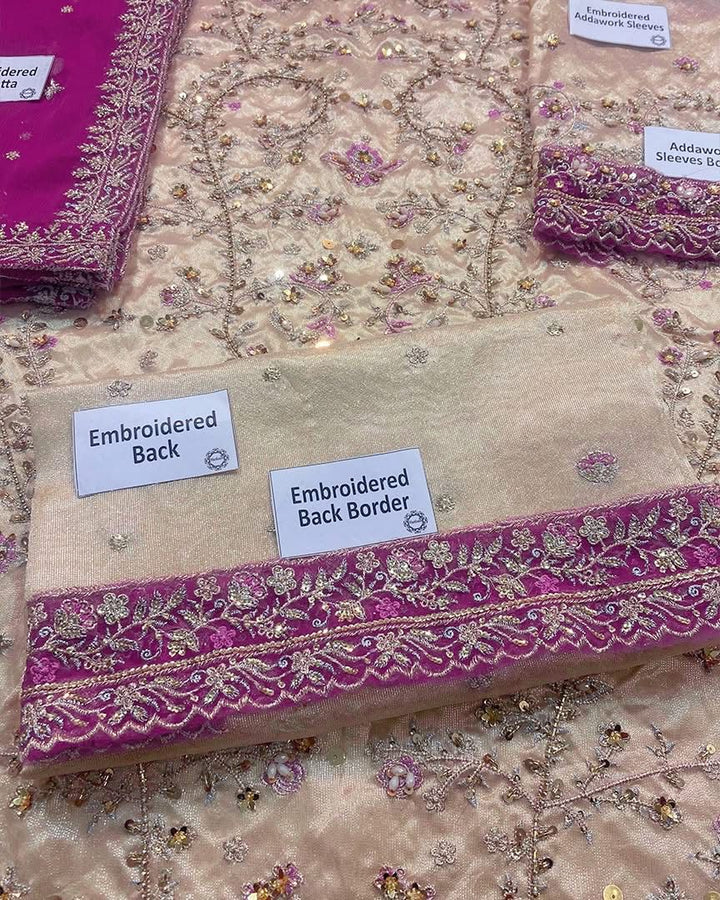 Embroidered
Addawork Sleeves
Sleeves
Embroidered
Back
Embroidered
Back Border